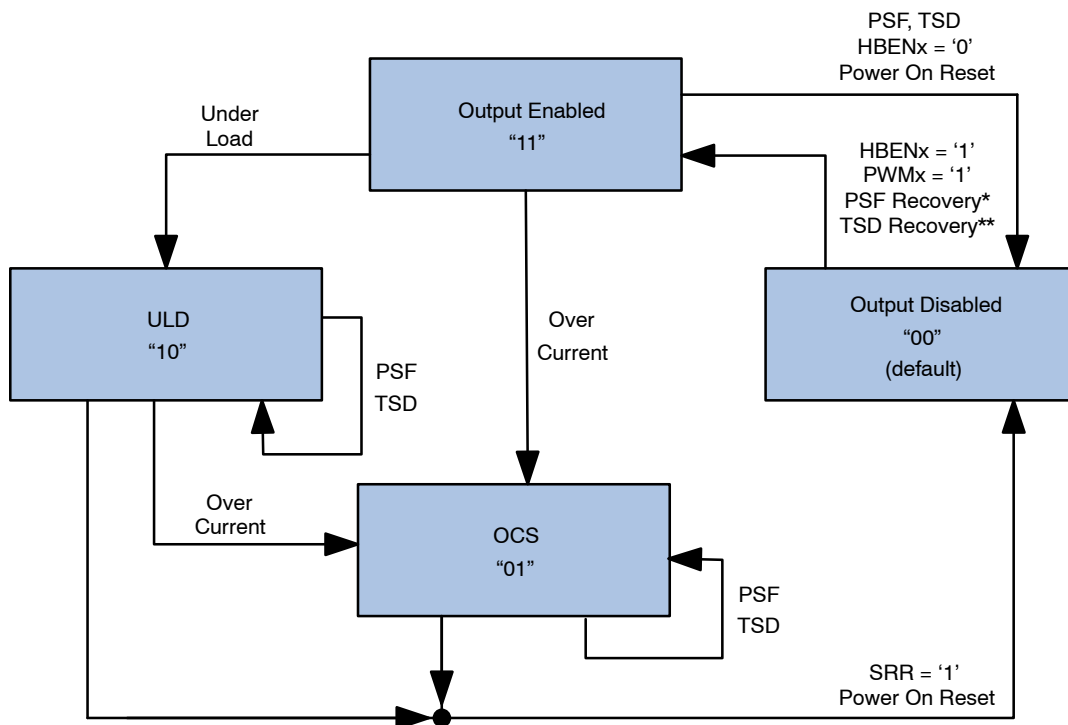 PSF, TSD
HBENx = ‘0’
Power On Reset
Output Enabled
“11”
Under
Load
HBENx = ‘1’
PWMx = ‘1’
PSF Recovery*
TSD Recovery**
ULD
“10”
Output Disabled
“00”
(default)
Over
Current
PSF
TSD
Over
Current
OCS
“01”
PSF
TSD
SRR = ‘1’
Power On Reset